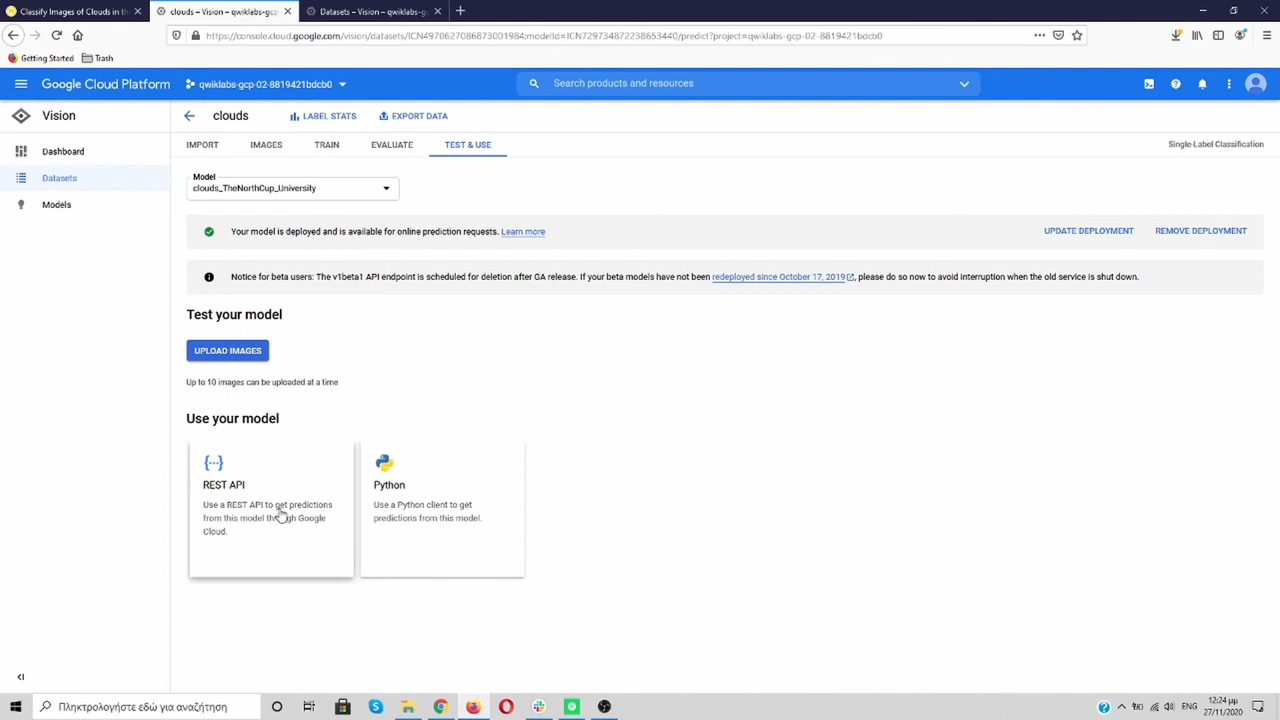 Classify Images of Clouds in th
clouds – Vision – qwiklabs-gcp-
Datasets – Vision – qwiklabs-gc
https://console.cloud.google.com/vision/datasets/ICN4970627086873001984;modelId=ICN729734872238653440/predict?project=qwiklabs-gcp-02-8819421bdcb0
Getting Started
Trash
Google Cloud Platform
qwiklabs-gcp-02-8819421bdcb0
Search products and resources
Vision
clouds
LABEL STATS
EXPORT DATA
Dashboard
Datasets
Models
IMPORT
IMAGES
TRAIN
EVALUATE
TEST & USE
Single-Label Classification
Model
clouds_TheNorthCup_University
Your model is deployed and is available for online prediction requests. Learn more
UPDATE DEPLOYMENT
REMOVE DEPLOYMENT
Notice for beta users: The v1beta1 API endpoint is scheduled for deletion after GA release. If your beta models have not been redeployed since October 17, 2019, please do so now to avoid interruption when the old service is shut down.
Test your model
UPLOAD IMAGES
Up to 10 images can be uploaded at a time
Use your model
REST API
Use a REST API to get predictions
from this model through Google
Cloud.
Python
Use a Python client to get
predictions from this model.
Πληκτρολογήστε εδώ για αναζήτηση
ENG
12:24 μμ
27/11/2020